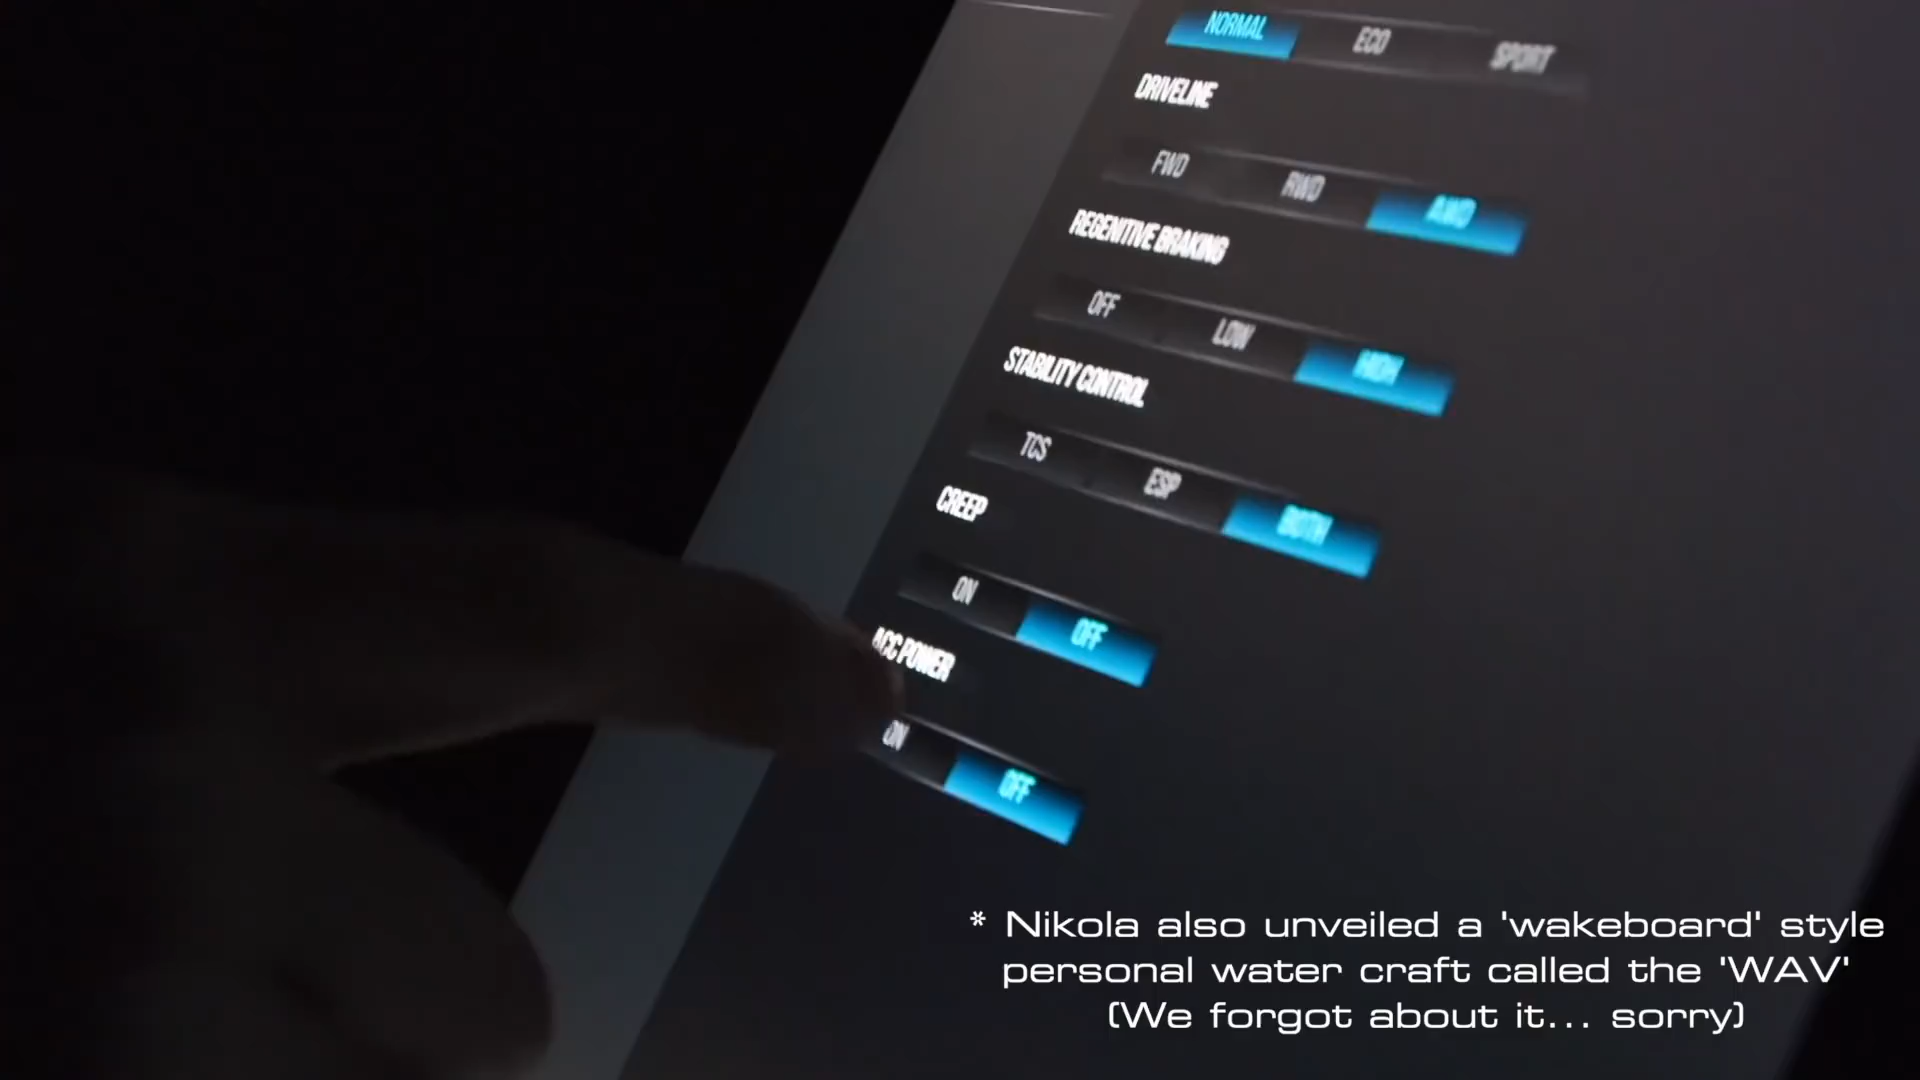 NORMAL ECO SPORT
DRIVELINE
FWD RWD AWD
REGENITIVE BRAKING
OFF LOW HIGH
STABILITY CONTROL
TCS ESP BOTH
CREEP
ON OFF
ACC POWER
ON OFF
* Nikola also unveiled a 'wakeboard' style
personal water craft called the 'WAV'
(We forgot about it... sorry)